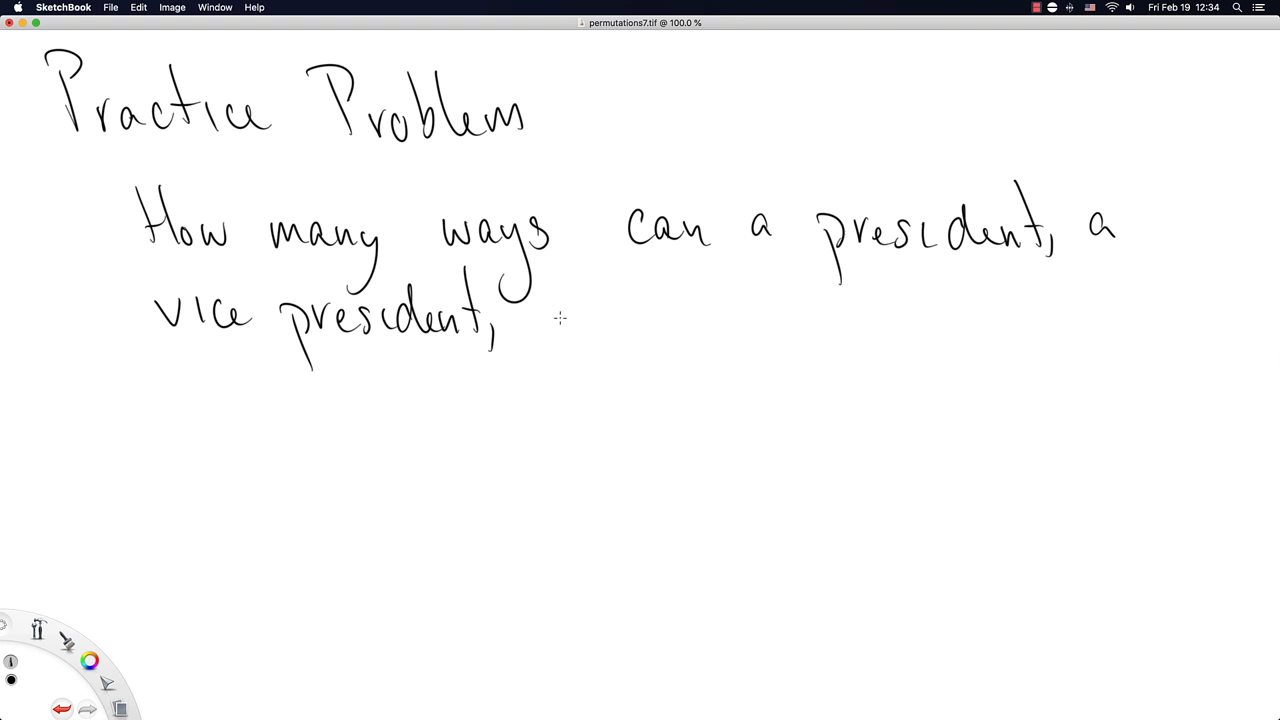 SketchBook File Edit Image Window Help Fri Feb 19 12:34
permutations7.tif @ 100.0 %
Practice Problem
How many ways can a president, a
vice president,